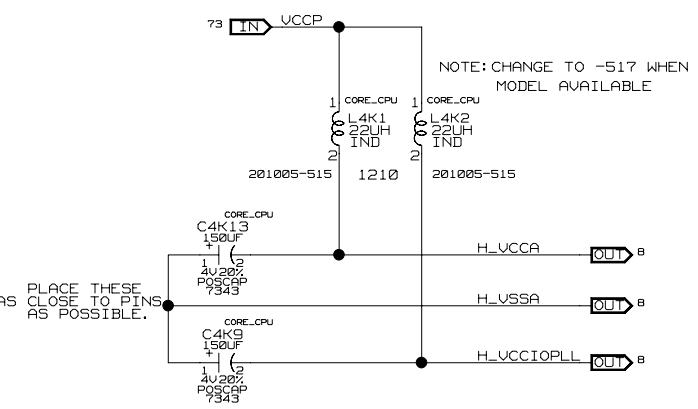 73 IN VCCP
NOTE: CHANGE TO -517 WHEN
MODEL AVAILABLE
1 CORE_CPU
L4K1
22UH
IND
2
201005-515
1210
1 CORE_CPU
L4K2
22UH
IND
2
201005-515
CORE_CPU
C4K13
150UF
+
1 2
4V 20%
POSCAP
7343
H_VCCA OUT 8
PLACE THESE
AS CLOSE TO PINS
AS POSSIBLE.
H_VSSA OUT 8
CORE_CPU
C4K9
150UF
+
1 2
4V 20%
POSCAP
7343
H_VCCIOPLL OUT 8